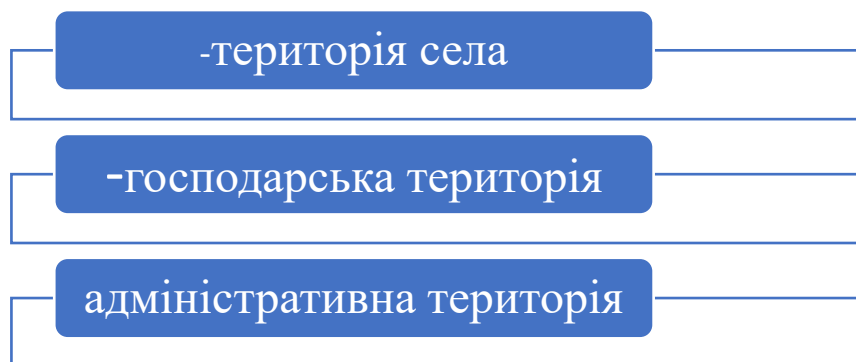 -територія села
-господарська територія
адміністративна територія